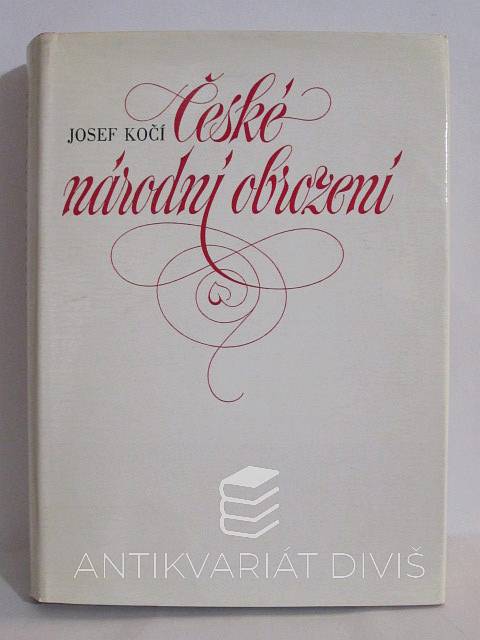 JOSEF KOČÍ České
národní obrození
ANTIKVARIÁT DIVIŠ